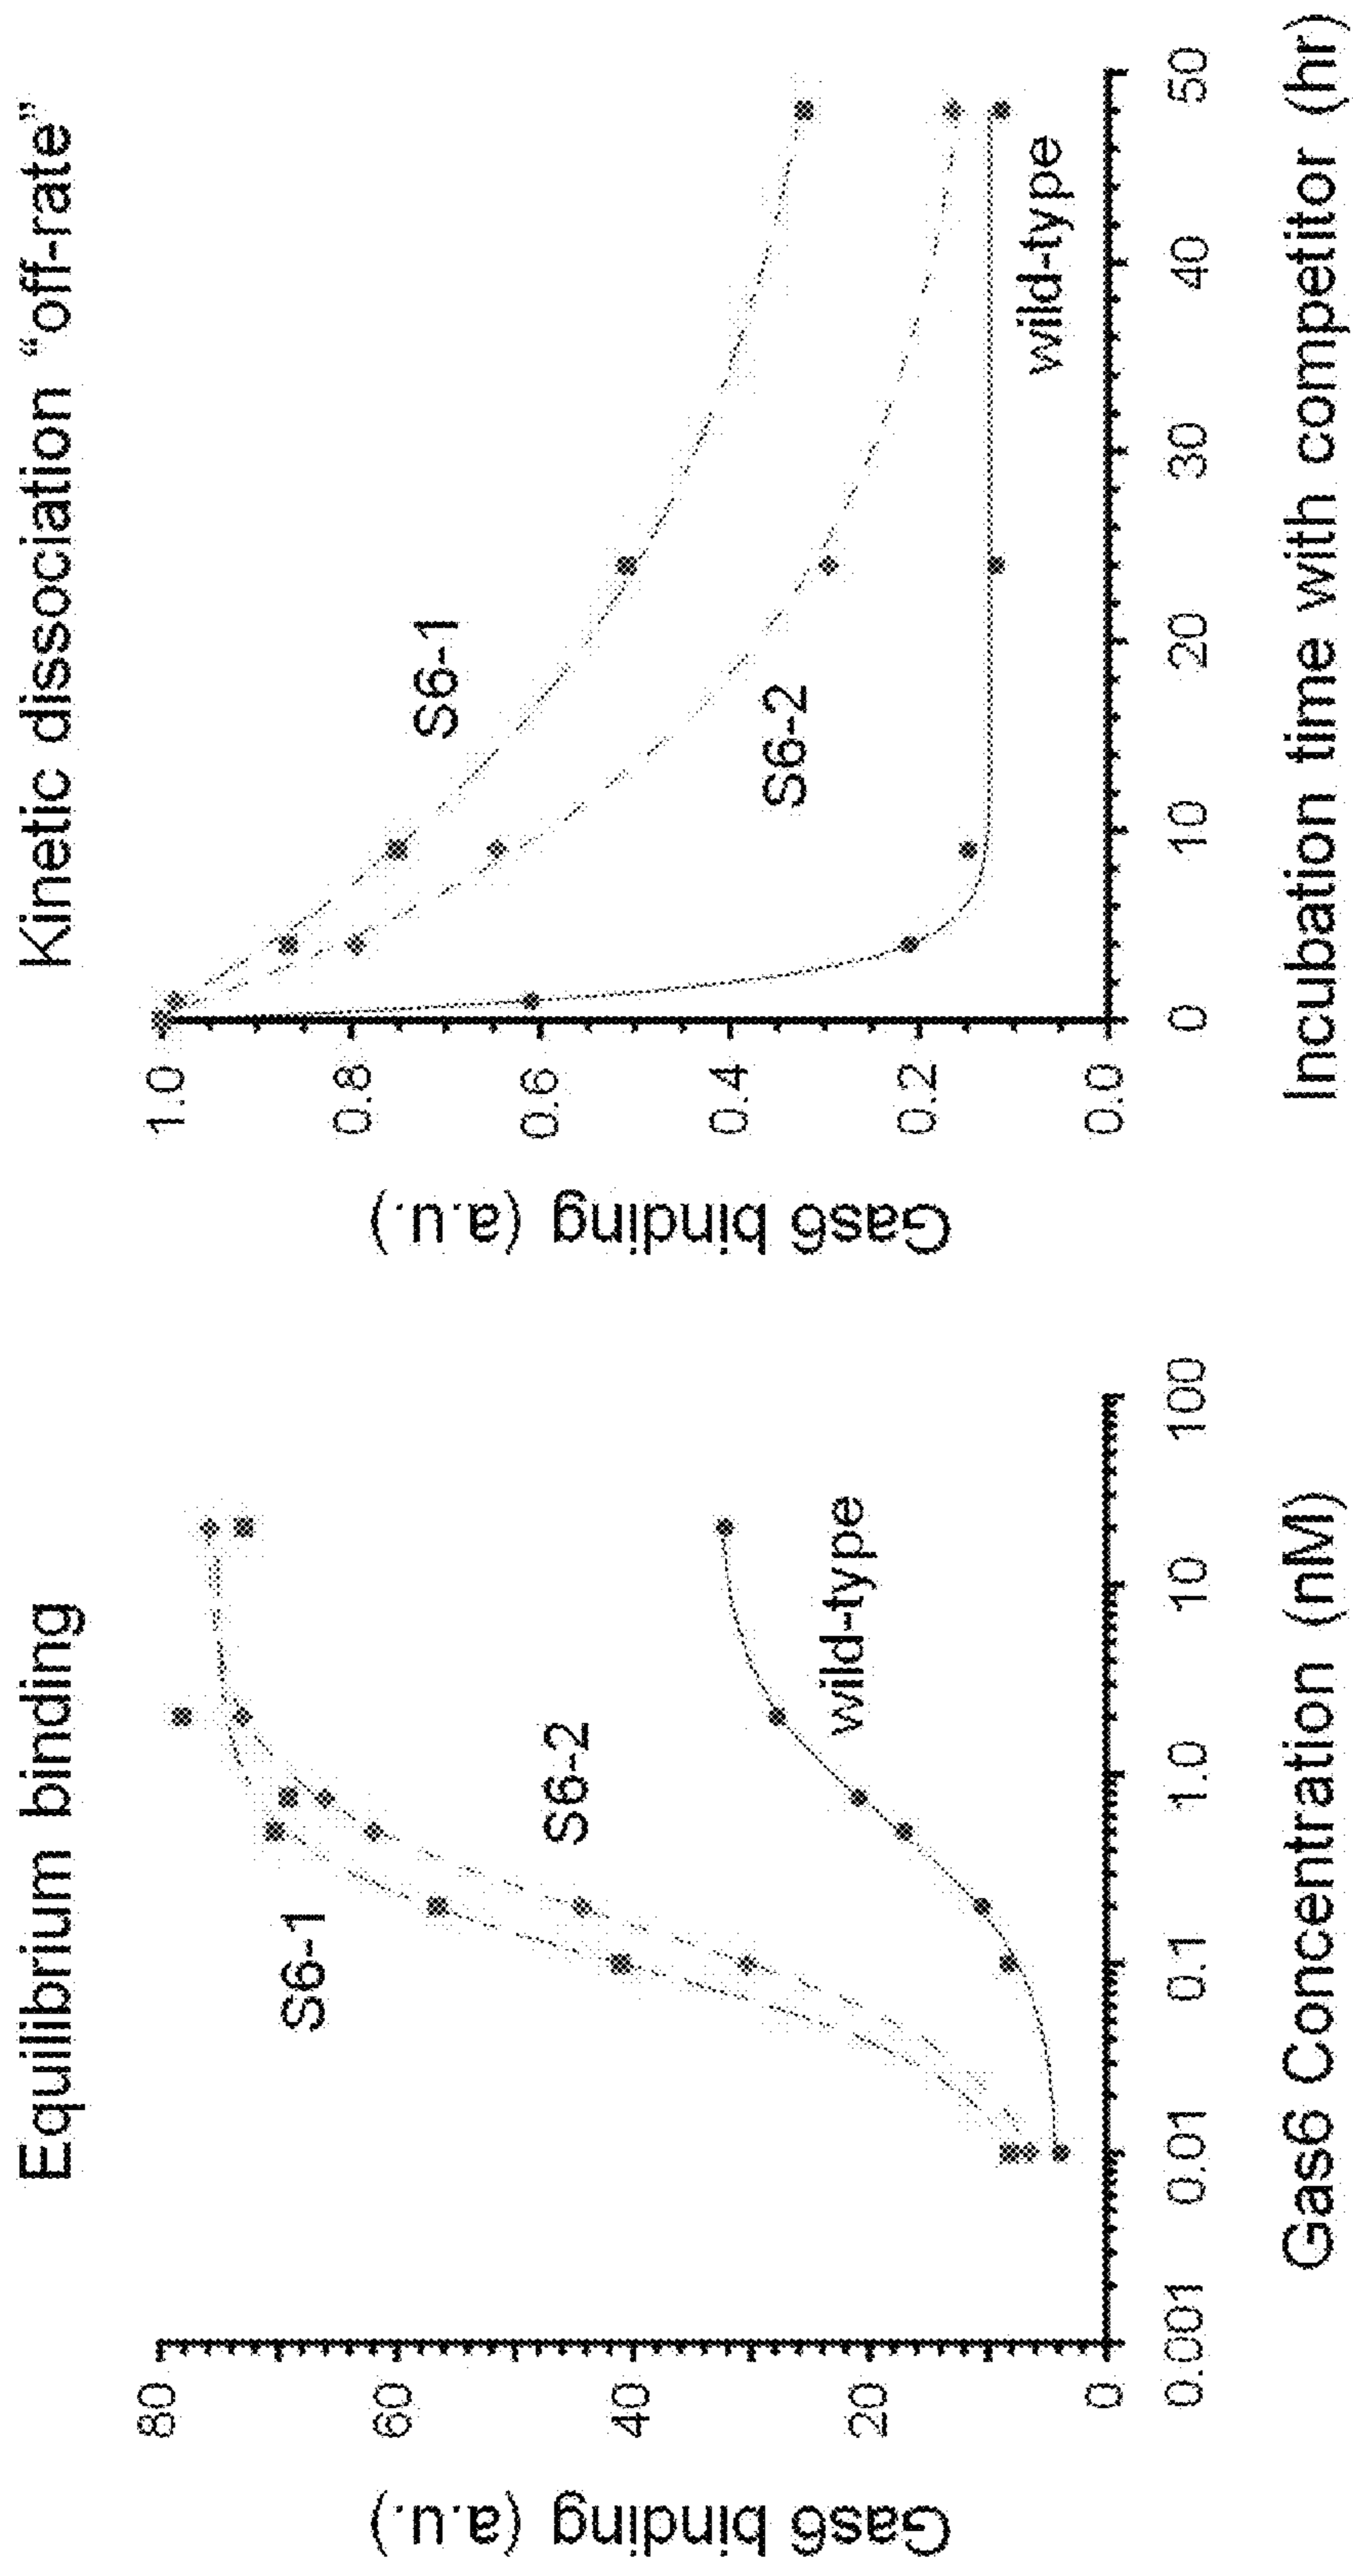 Equilibrium binding
Gas6 binding (a.u.)
80
60
40
20
0
S6-1
S6-2
wild-type
0.001
0.01
0.1
1.0
10
100
Gas6 Concentration (nM)
Kinetic dissociation “off-rate”
Gas6 binding (a.u.)
1.0
0.8
0.6
0.4
0.2
0.0
S6-1
S6-2
wild-type
0
10
20
30
40
50
Incubation time with competitor (hr)